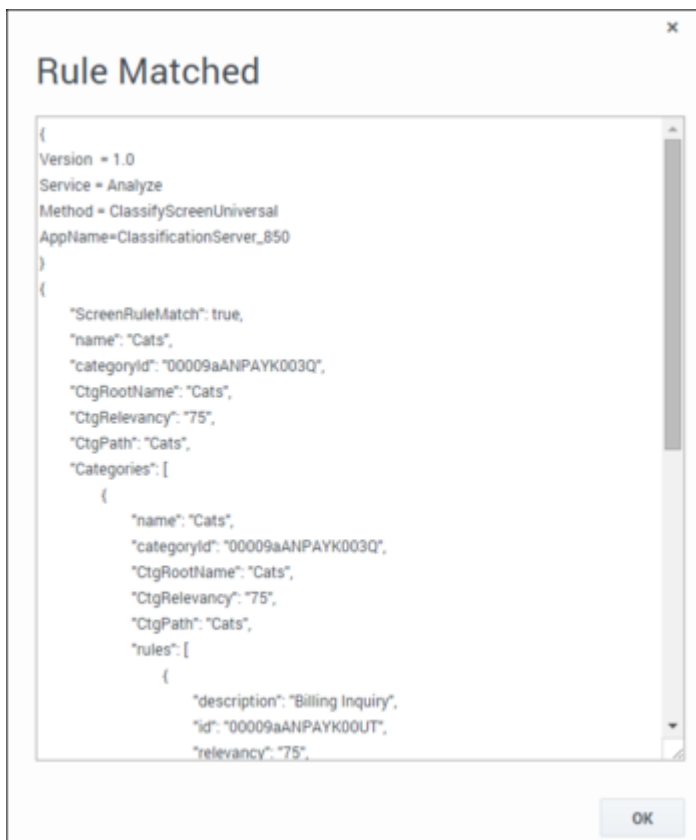 ×
Rule Matched
{
Version = 1.0
Service = Analyze
Method = ClassifyScreenUniversal
AppName=ClassificationServer_850
}
{
"ScreenRuleMatch": true,
"name": "Cats",
"categoryId": "00009aANPAYK003Q",
"CtgRootName": "Cats",
"CtgRelevancy": "75",
"CtgPath": "Cats",
"Categories": [
{
"name": "Cats",
"categoryId": "00009aANPAYK003Q",
"CtgRootName": "Cats",
"CtgRelevancy": "75",
"CtgPath": "Cats",
"rules": [
{
"description": "Billing Inquiry",
"id": "00009aANPAYK00UT",
"relevancy": "75",
OK